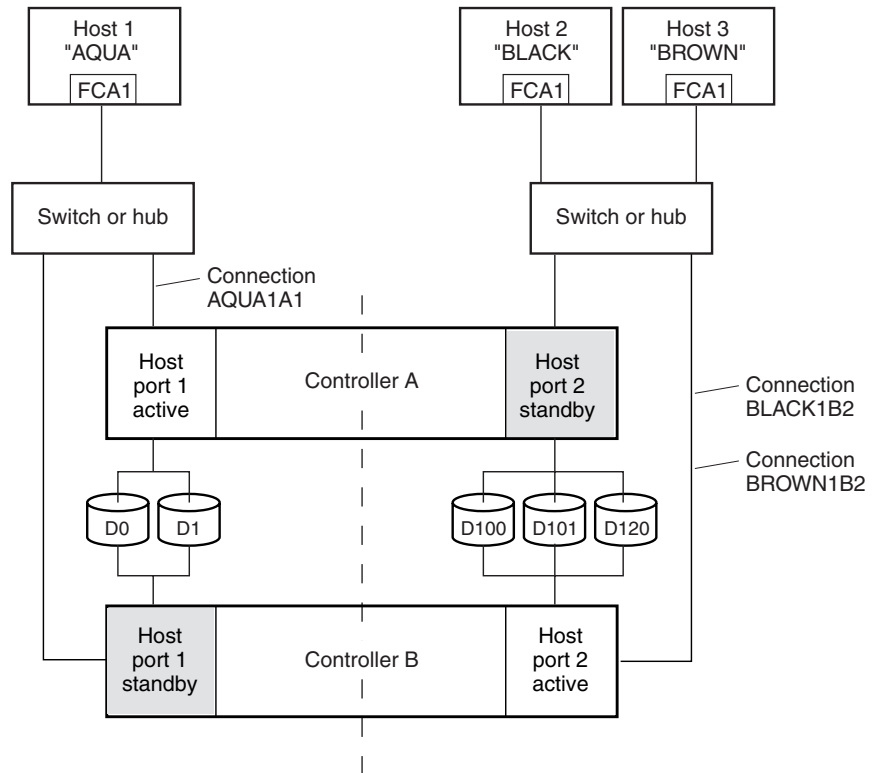 Host 1
"AQUA"
FCA1
Host 2
"BLACK"
FCA1
Host 3
"BROWN"
FCA1
Switch or hub
Switch or hub
Connection
AQUA1A1
Host
port 1
active
Controller A
Host
port 2
standby
Connection
BLACK1B2
Connection
BROWN1B2
D0
D1
D100
D101
D120
Host
port 1
standby
Controller B
Host
port 2
active